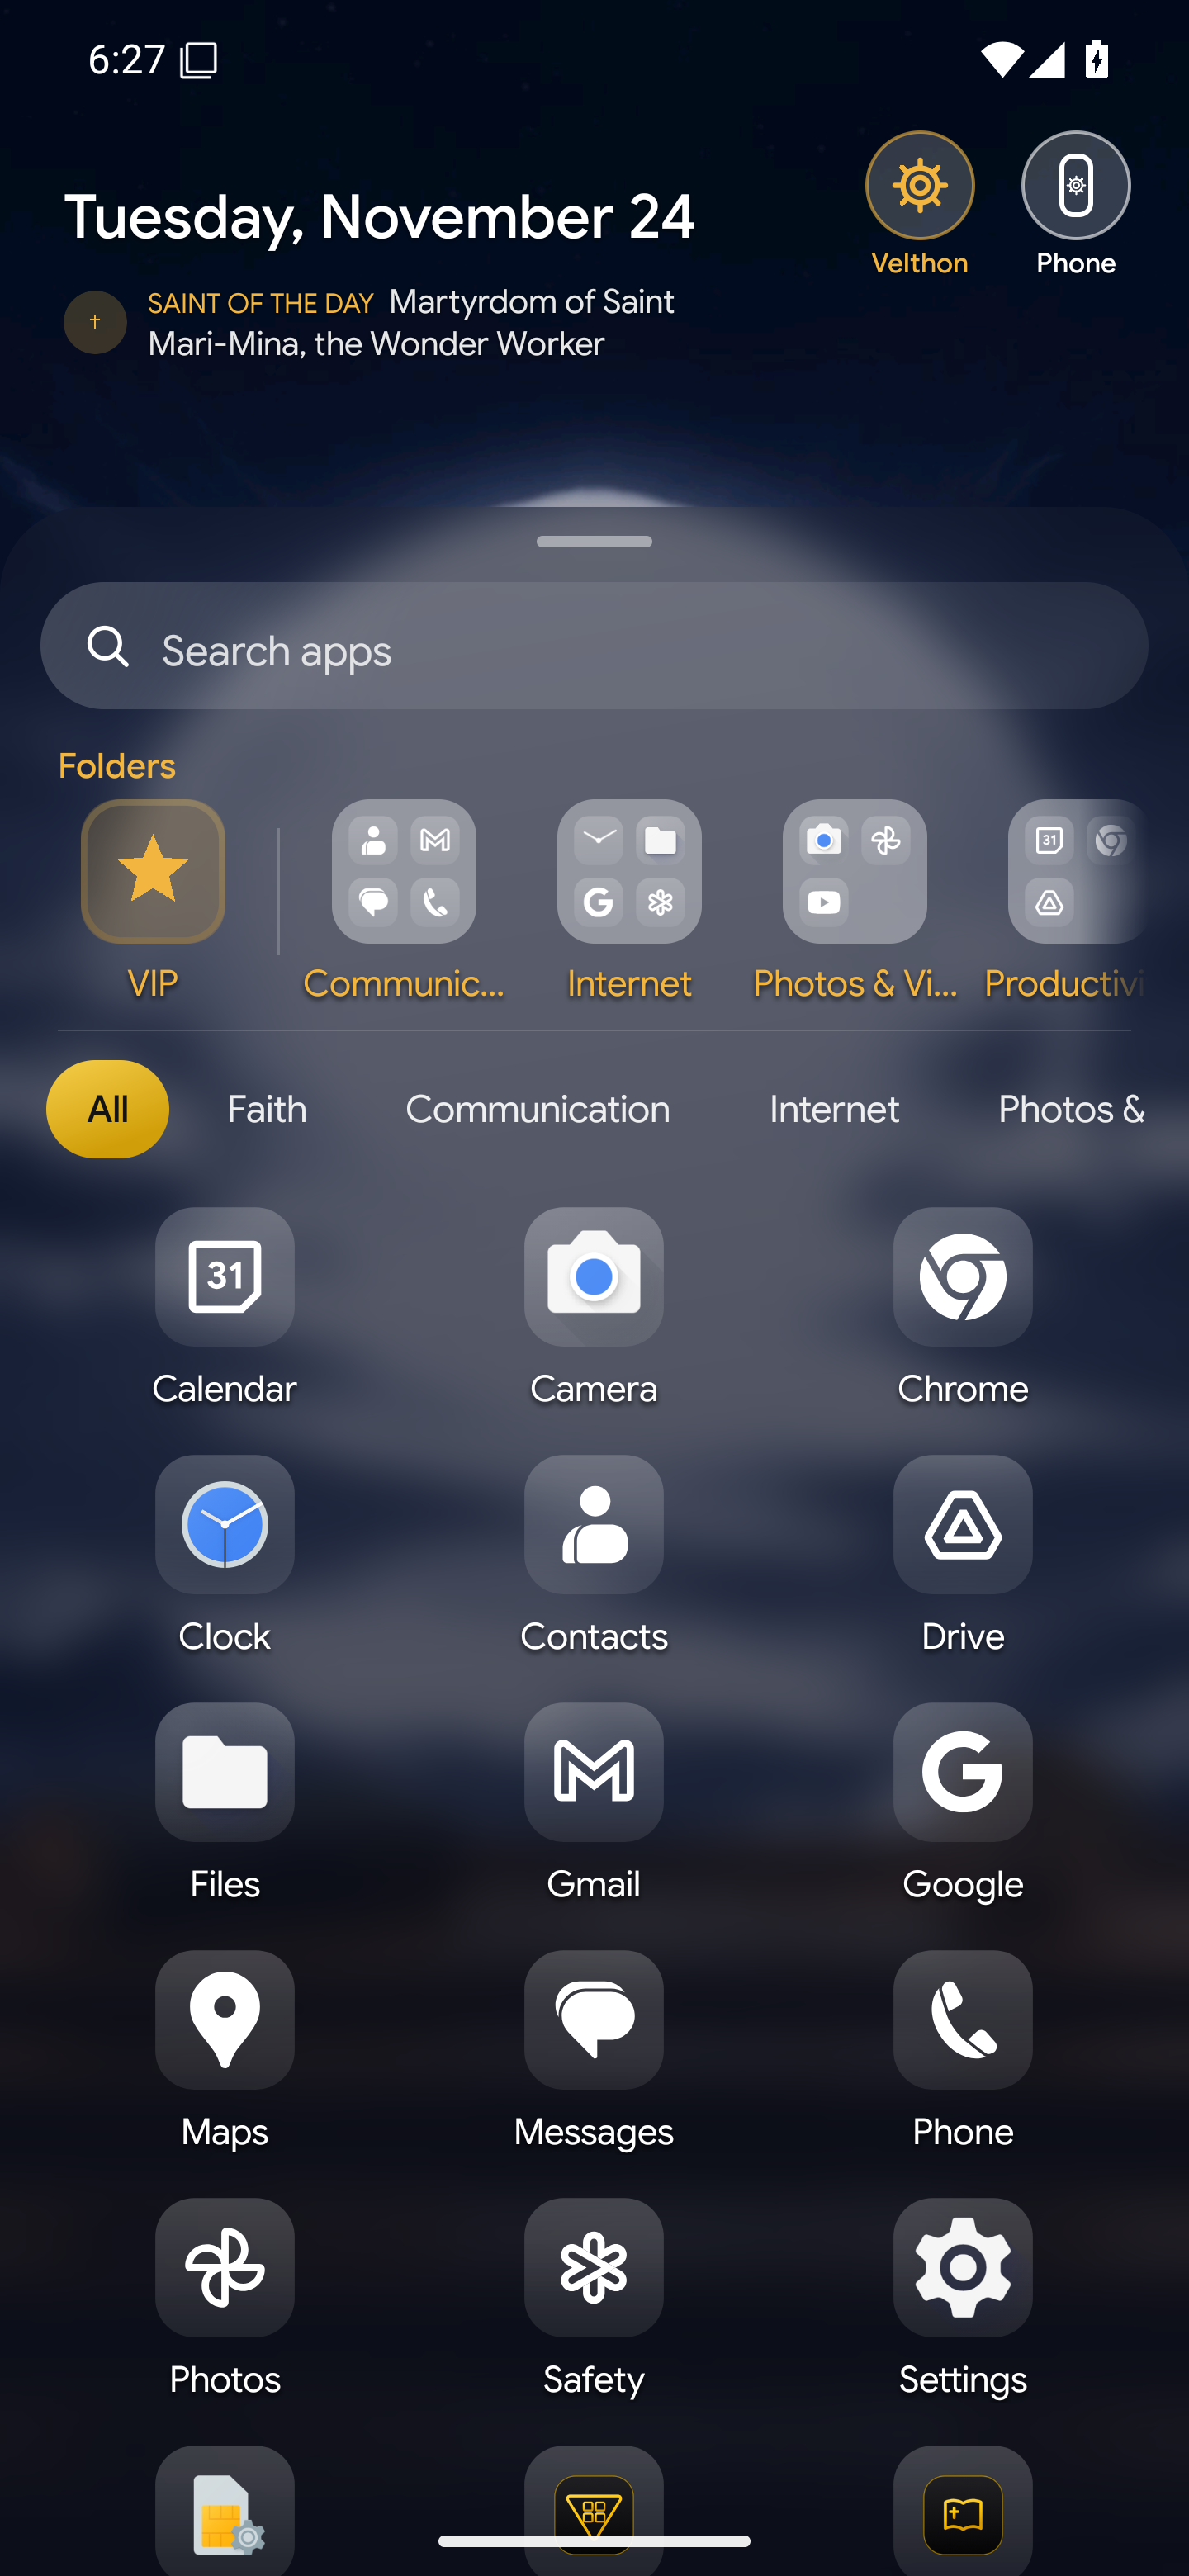 6:27
Velthon
Phone
Tuesday, November 24
SAINT OF THE DAY Martyrdom of Saint
Mari-Mina, the Wonder Worker
Search apps
Folders
31
VIP
Communic...
Internet
Photos & Vi...
Productivi
All
Faith
Communication
Internet
Photos &
31
Calendar
Camera
Chrome
Clock
Contacts
Drive
Files
Gmail
Google
Maps
Messages
Phone
Photos
Safety
Settings